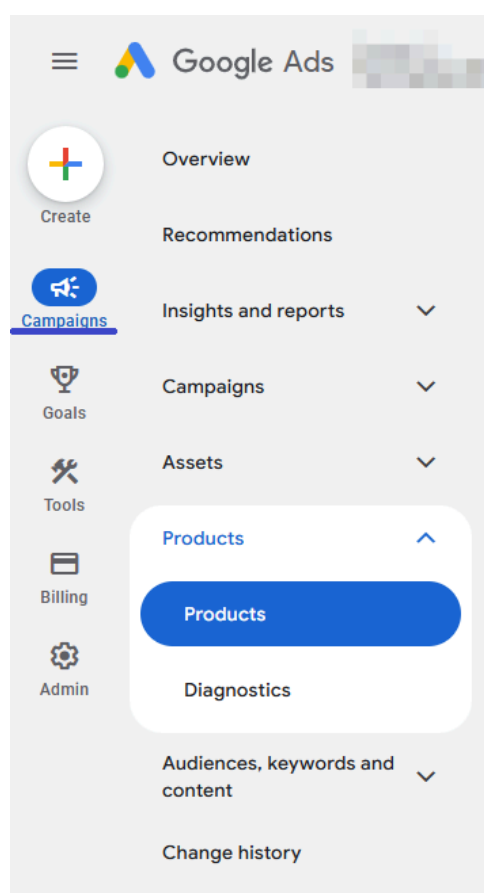 Google Ads
Create
Campaigns
Goals
Tools
Billing
Admin
Overview
Recommendations
Insights and reports
Campaigns
Assets
Products
Products
Diagnostics
Audiences, keywords and
content
Change history